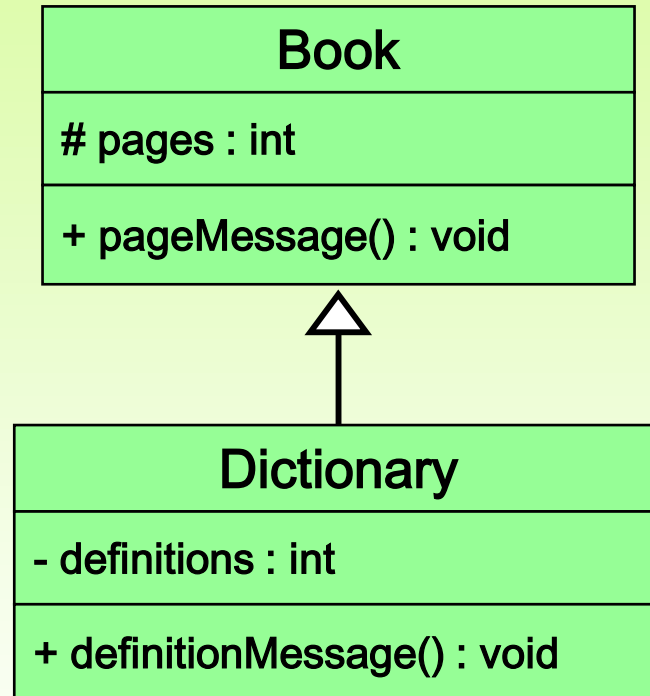 Book
# pages : int
+ pageMessage() : void
Dictionary
- definitions : int
+ definitionMessage() : void